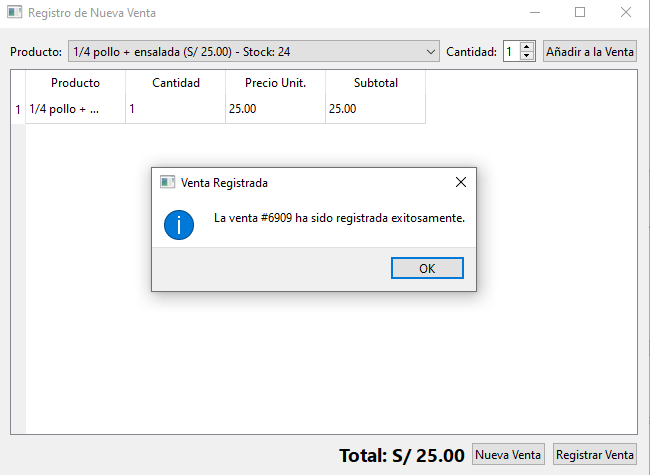 Registro de Nueva Venta
Producto: 1/4 pollo + ensalada (S/ 25.00) - Stock: 24 Cantidad: 1 Añadir a la Venta
Producto Cantidad Precio Unit. Subtotal
1 1/4 pollo + ... 1 25.00 25.00
Venta Registrada
La venta #6909 ha sido registrada exitosamente.
OK
Total: S/ 25.00 Nueva Venta Registrar Venta